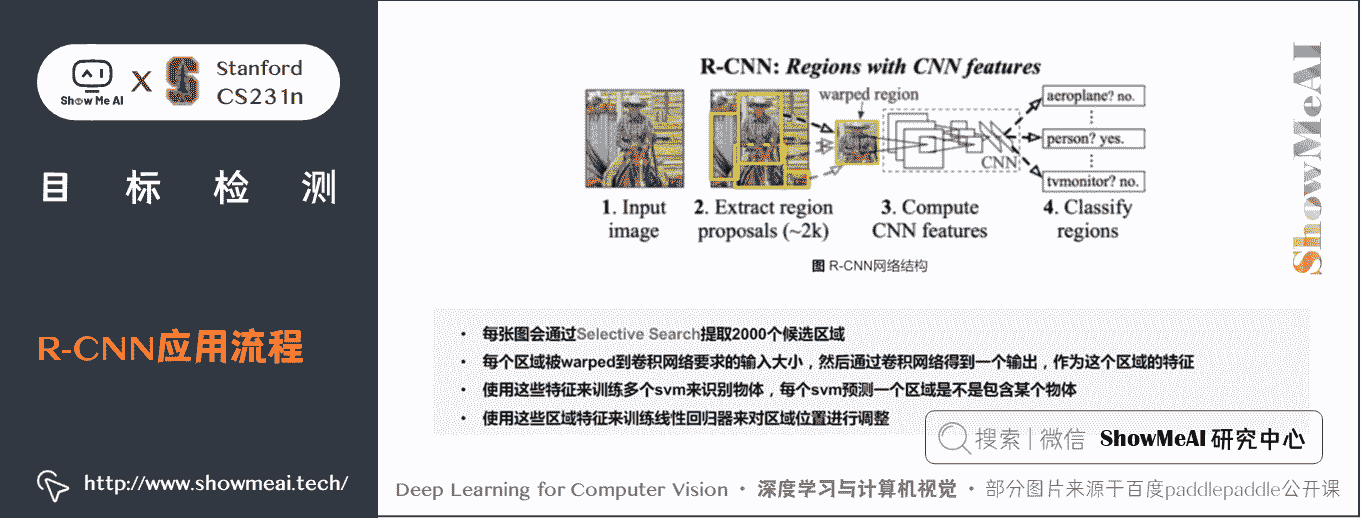 Show Me AI
X
Stanford
CS231n
目标检测
R-CNN应用流程
http://www.showmeai.tech/
R-CNN: Regions with CNN features
warped region
aeroplane? no.
person? yes.
tvmonitor? no.
CNN
1. Input image
2. Extract region proposals (~2k)
3. Compute CNN features
4. Classify regions
图 R-CNN网络结构
• 每张图会通过Selective Search提取2000个候选区域
• 每个区域被warped到卷积网络要求的输入大小，然后通过卷积网络得到一个输出，作为这个区域的特征
• 使用这些特征来训练多个svm来识别物体，每个svm预测一个区域是不是包含某个物体
• 使用这些区域特征来训练线性回归器来对区域位置进行调整
搜索 | 微信 ShowMeAI 研究中心
Deep Learning for Computer Vision · 深度学习与计算机视觉 · 部分图片来源于百度paddlepaddle公开课
ShowMeAI